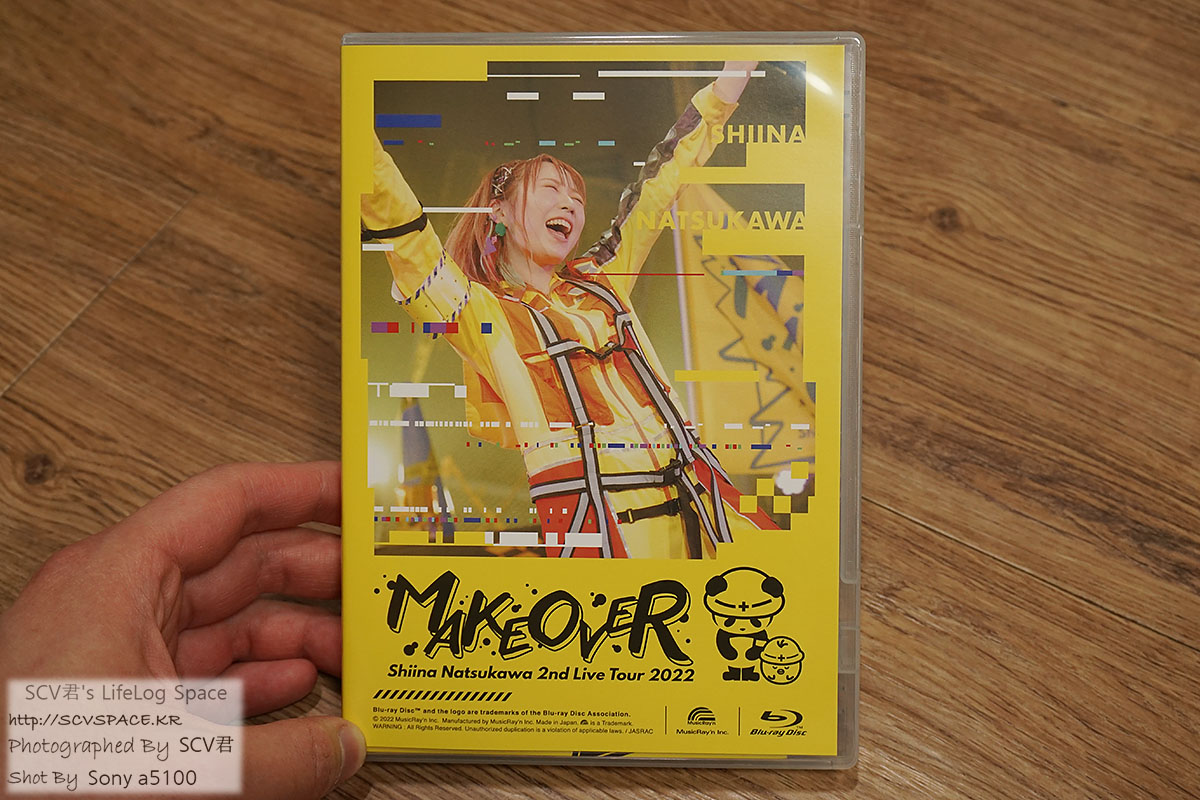 SHIINA
NATSUKAWA
MAKEOVER
Shiina Natsukawa 2nd Live Tour 2022
Blu-ray Disc™ and the logo are trademarks of the Blu-ray Disc Association.
© 2022 MusicRay'n Inc. Manufactured by MusicRay'n Inc. Made in Japan. is a Trademark.
WARNING : All Rights Reserved. Unauthorized duplication is a violation of applicable laws. / JASRAC
MusicRay'n
MusicRay'n Inc.
Blu-ray Disc
SCV君's LifeLog Space
http://SCVSPACE.KR
Photographed By SCV君
Shot By Sony a5100